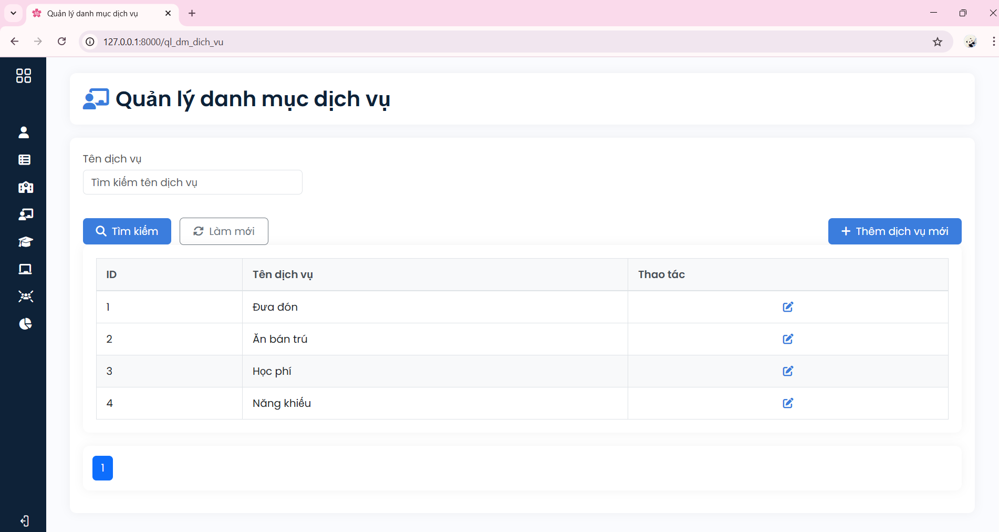 Quản lý danh mục dịch vụ
127.0.0.1:8000/ql_dm_dich_vu
Quản lý danh mục dịch vụ
Tên dịch vụ
Tìm kiếm tên dịch vụ
Tìm kiếm Làm mới Thêm dịch vụ mới
ID Tên dịch vụ Thao tác
1 Đưa đón
2 Ăn bán trú
3 Học phí
4 Năng khiếu
1